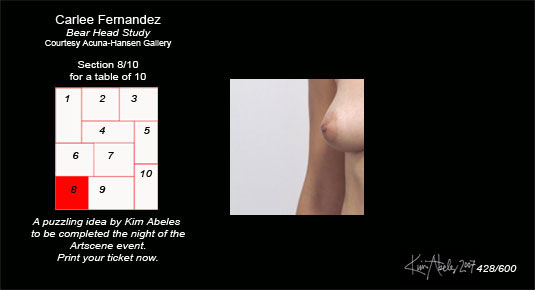 Carlee Fernandez
Bear Head Study
Courtesy Acuna-Hansen Gallery
Section 8/10
for a table of 10
1 2 3
4 5
6 7
10
8 9
A puzzling idea by Kim Abeles
to be completed the night of the
Artscene event.
Print your ticket now.
Kim Abeles 2007 428/600